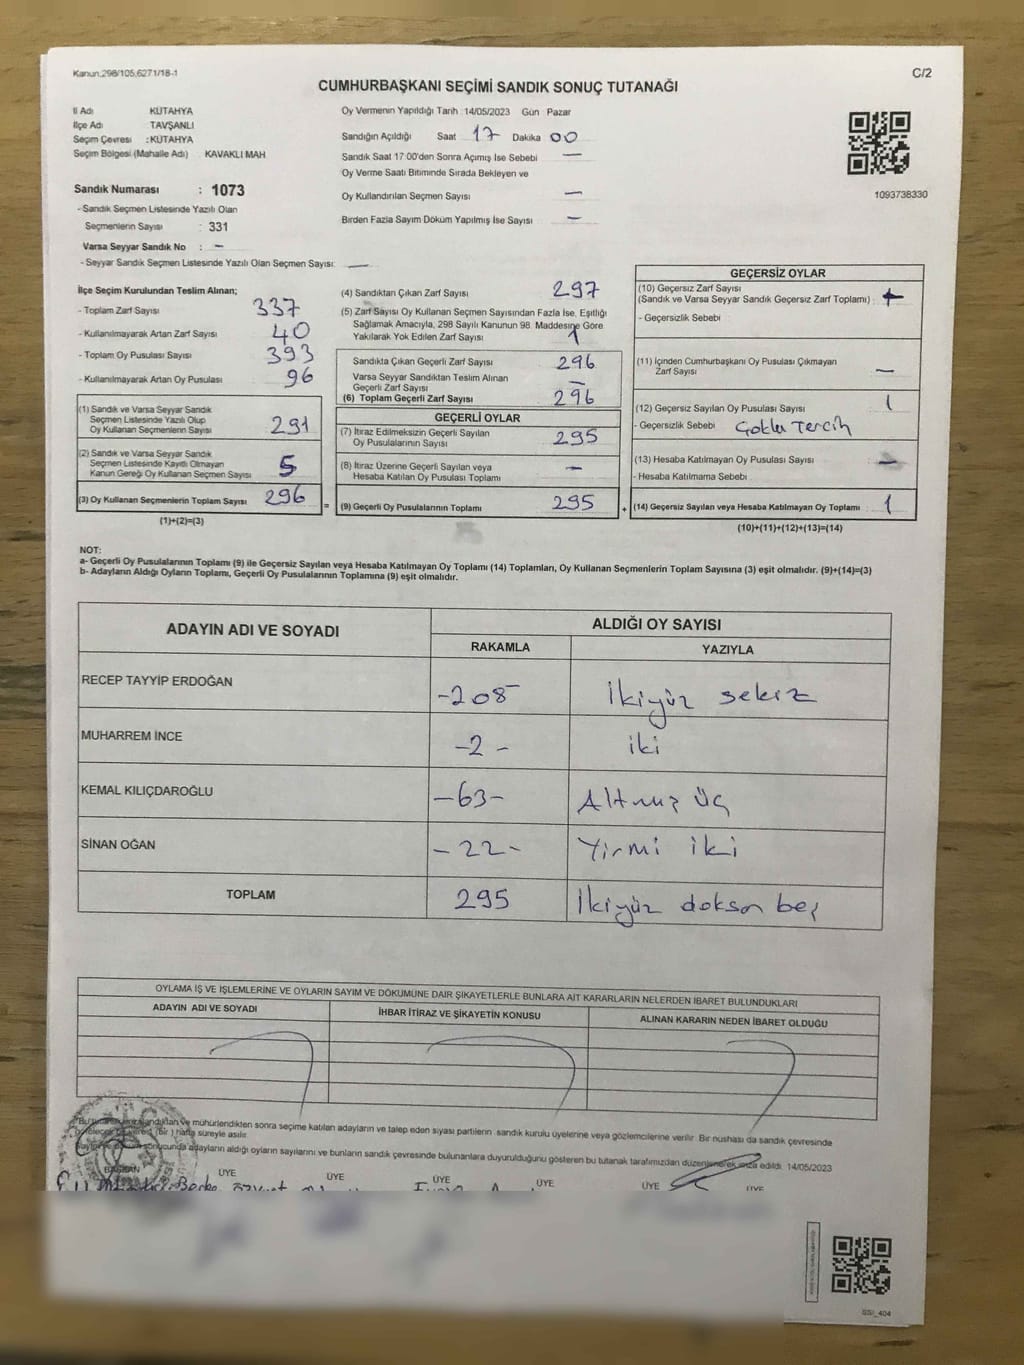 Kanun:298/105,6271/18-1
C/2
CUMHURBAŞKANI SEÇİMİ SANDIK SONUÇ TUTANAĞI
İl Adı KÜTAHYA
İlçe Adı TAVŞANLI
Seçim Çevresi : KÜTAHYA
Seçim Bölgesi (Mahalle Adı) KAVAKLI MAH
Sandık Numarası : 1073
- Sandık Seçmen Listesinde Yazılı Olan
Seçmenlerin Sayısı : 331
Varsa Seyyar Sandık No : -
- Seyyar Sandık Seçmen Listesinde Yazılı Olan Seçmen Sayısı: —
Oy Vermenin Yapıldığı Tarih :14/05/2023 Gün Pazar
Sandığın Açıldığı Saat 17 Dakika 00
Sandık Saat 17:00'den Sonra Açımış İse Sebebi —
Oy Verme Saati Bitiminde Sırada Bekleyen ve
Oy Kullandırılan Seçmen Sayısı —
Birden Fazla Sayım Döküm Yapılmış İse Sayısı —
1093738330
İlçe Seçim Kurulundan Teslim Alınan;
- Toplam Zarf Sayısı 337
- Kullanılmayarak Artan Zarf Sayısı 40
- Toplam Oy Pusulası Sayısı 393
- Kullanılmayarak Artan Oy Pusulası 96
(1) Sandık ve Varsa Seyyar Sandık
Seçmen Listesinde Yazılı Olup
Oy Kullanan Seçmenlerin Sayısı 291
(2) Sandık ve Varsa Seyyar Sandık
Seçmen Listesinde Kayıtlı Olmayan
Kanun Gereği Oy Kullanan Seçmen Sayısı 5
(3) Oy Kullanan Seçmenlerin Toplam Sayısı 296 =
(1)+(2)=(3)
(4) Sandıktan Çıkan Zarf Sayısı 297
(5) Zarf Sayısı Oy Kullanan Seçmen Sayısından Fazla İse, Eşitliği
Sağlamak Amacıyla, 298 Sayılı Kanunun 98. Maddesine Göre
Yakılarak Yok Edilen Zarf Sayısı 1
Sandıkta Çıkan Geçerli Zarf Sayısı 296
Varsa Seyyar Sandıktan Teslim Alınan
Geçerli Zarf Sayısı —
(6) Toplam Geçerli Zarf Sayısı 296
GEÇERLİ OYLAR
(7) İtiraz Edilmeksizin Geçerli Sayılan
Oy Pusulalarının Sayısı 295
(8) İtiraz Üzerine Geçerli Sayılan veya
Hesaba Katılan Oy Pusulası Toplamı —
(9) Geçerli Oy Pusulalarının Toplamı 295 +
GEÇERSİZ OYLAR
(10) Geçersiz Zarf Sayısı
(Sandık ve Varsa Seyyar Sandık Geçersiz Zarf Toplamı) :
- Geçersizlik Sebebi :
(11) İçinden Cumhurbaşkanı Oy Pusulası Çıkmayan
Zarf Sayısı —
(12) Geçersiz Sayılan Oy Pusulası Sayısı 1
- Geçersizlik Sebebi : Çoklu Tercih
(13) Hesaba Katılmayan Oy Pusulası Sayısı : —
- Hesaba Katılmama Sebebi :
(14) Geçersiz Sayılan veya Hesaba Katılmayan Oy Toplamı : 1
(10)+(11)+(12)+(13)=(14)
NOT:
a- Geçerli Oy Pusulalarının Toplamı (9) ile Geçersiz Sayılan veya Hesaba Katılmayan Oy Toplamı (14) Toplamları, Oy Kullanan Seçmenlerin Toplam Sayısına (3) eşit olmalıdır. (9)+(14)=(3)
b- Adayların Aldığı Oyların Toplamı, Geçerli Oy Pusulalarının Toplamına (9) eşit olmalıdır.
ADAYIN ADI VE SOYADI
ALDIĞI OY SAYISI
RAKAMLA YAZIYLA
RECEP TAYYİP ERDOĞAN -208- İkiyüz sekiz
MUHARREM İNCE -2- iki
KEMAL KILIÇDAROĞLU -63- Altmış Üç
SİNAN OĞAN -22- Yirmi iki
TOPLAM 295 İkiyüz doksan beş
OYLAMA İŞ VE İŞLEMLERİNE VE OYLARIN SAYIM VE DÖKÜMÜNE DAİR ŞİKAYETLERLE BUNLARA AİT KARARLARIN NELERDEN İBARET BULUNDUKLARI
ADAYIN ADI VE SOYADI İHBAR İTİRAZ VE ŞİKAYETİN KONUSU ALINAN KARARIN NEDEN İBARET OLDUĞU
mühürlendikten sonra seçime katılan adayların ve talep eden siyasi partilerin sandık kurulu üyelerine veya gözlemcilerine verilir. Bir nüshası da sandık çevresinde
(bir) hafta süreyle asılır.
sonucunda adayların aldığı oyların sayılarını ve bunların sandık çevresinde bulunanlara duyurulduğunu gösteren bu tutanak tarafımızdan düzenlenerek imza edildi. 14/05/2023
BAŞKAN ÜYE ÜYE ÜYE ÜYE ÜYE ÜYE
SSI_404